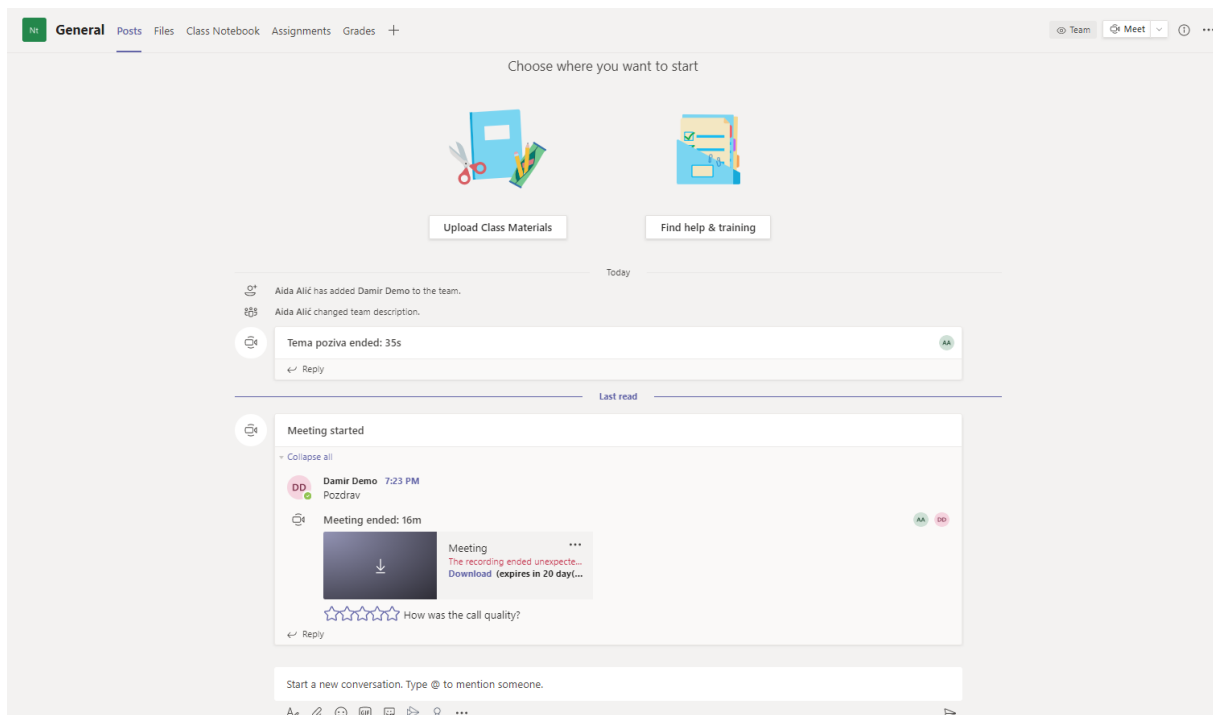 Nt General Posts Files Class Notebook Assignments Grades Team Meet
Choose where you want to start
Upload Class Materials Find help & training
Today
Aida Alić has added Damir Demo to the team.
Aida Alić changed team description.
Tema poziva ended: 35s AA
Reply
Last read
Meeting started
Collapse all
DD Damir Demo 7:23 PM
Pozdrav
Meeting ended: 16m AA DD
Meeting
The recording ended unexpecte...
Download (expires in 20 day(...
How was the call quality?
Reply
Start a new conversation. Type @ to mention someone.
GIF